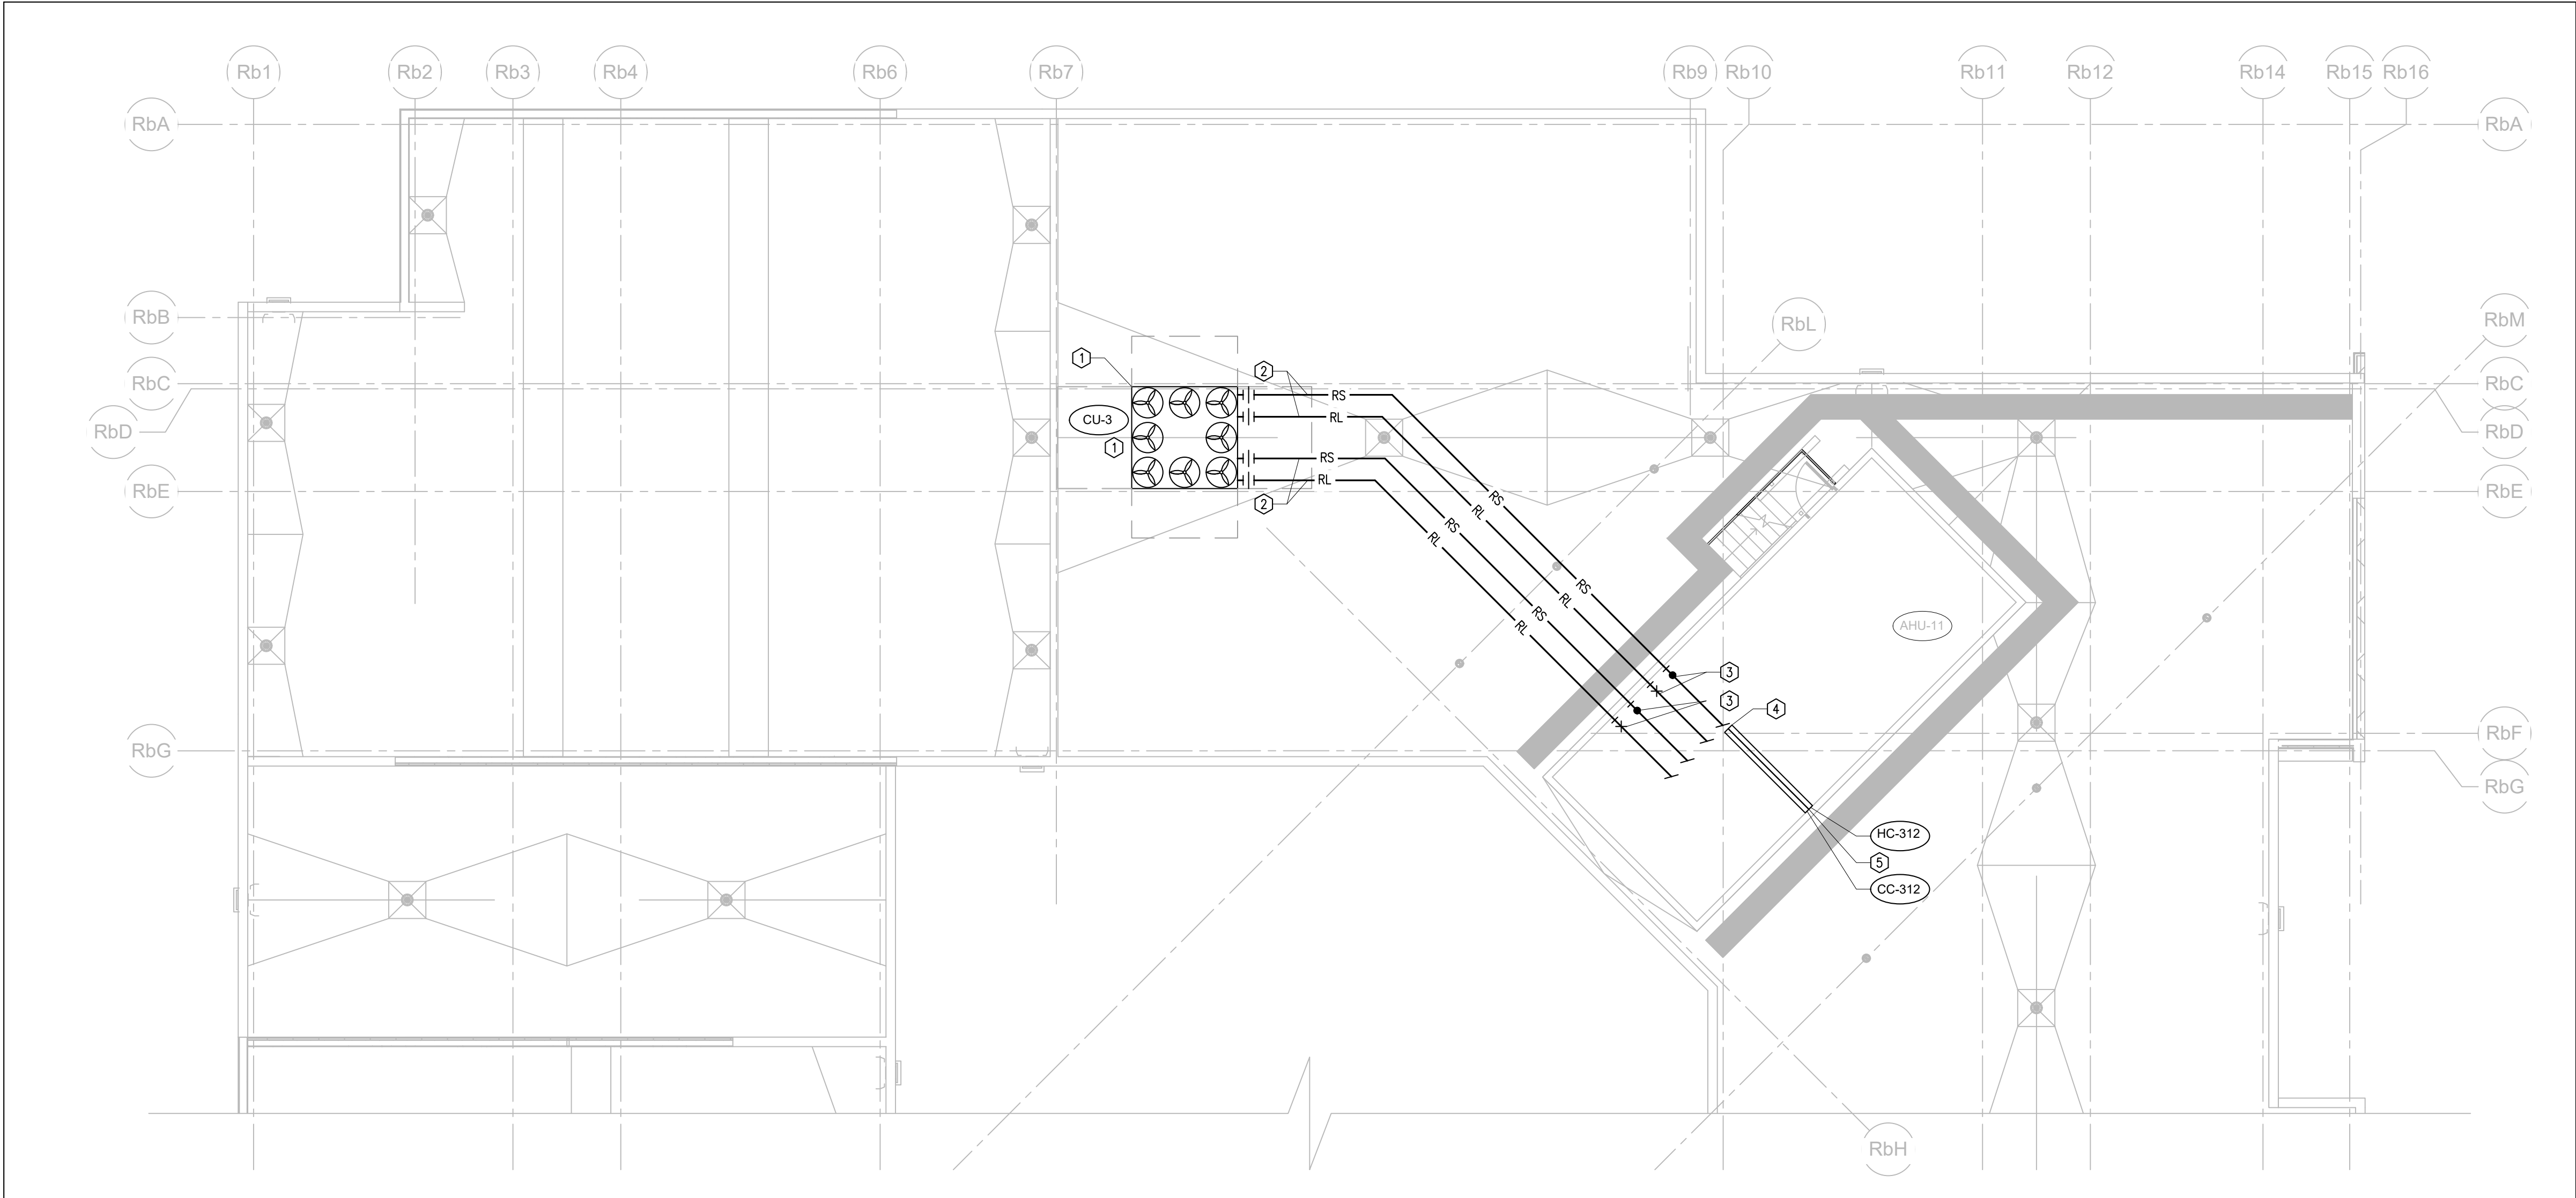 Rb1 Rb2 Rb3 Rb4 Rb6 Rb7 Rb9 Rb10 Rb11 Rb12 Rb14 Rb15 Rb16
RbA RbA
RbB RbL RbM
1 2 RS
RbC RbC
CU-3 RL
RbD RbD
1 RS
RL
RbE RS RbE
2 RL
RS
RL
RS
RL
RS
RL AHU-11
3
3 4
RbG RbF
RbG
HC-312
5
CC-312
RbH